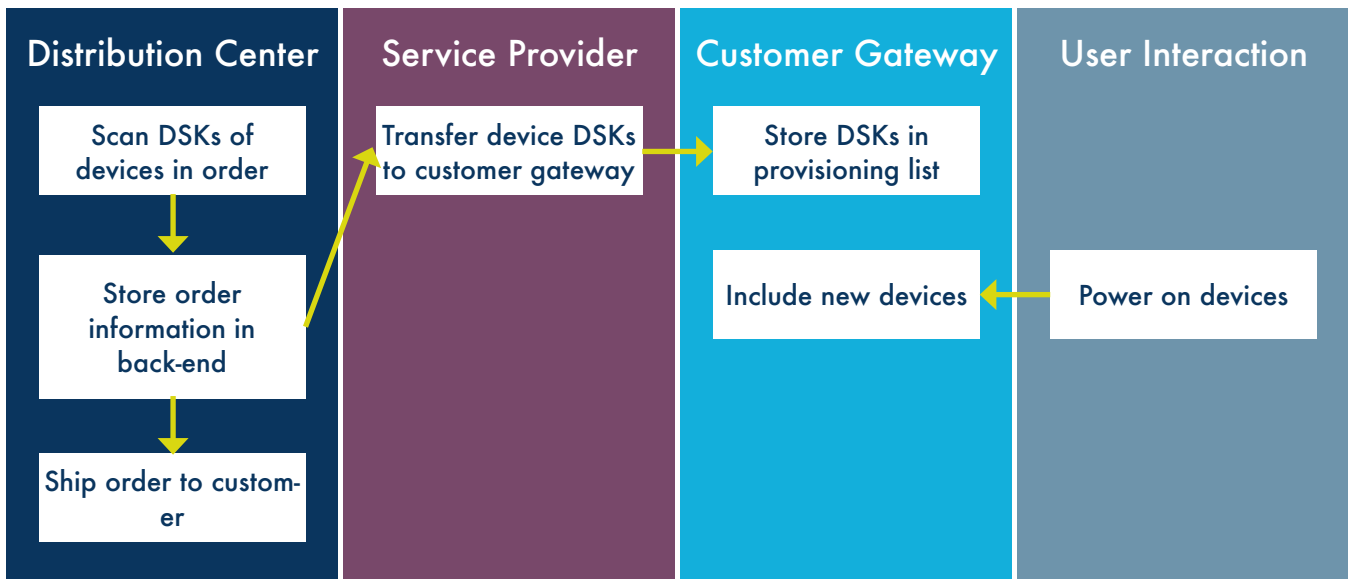 Distribution Center
Scan DSKs of
devices in order
Store order
information in
back-end
Ship order to custom-
er
Service Provider
Transfer device DSKs
to customer gateway
Customer Gateway
Store DSKs in
provisioning list
Include new devices
User Interaction
Power on devices